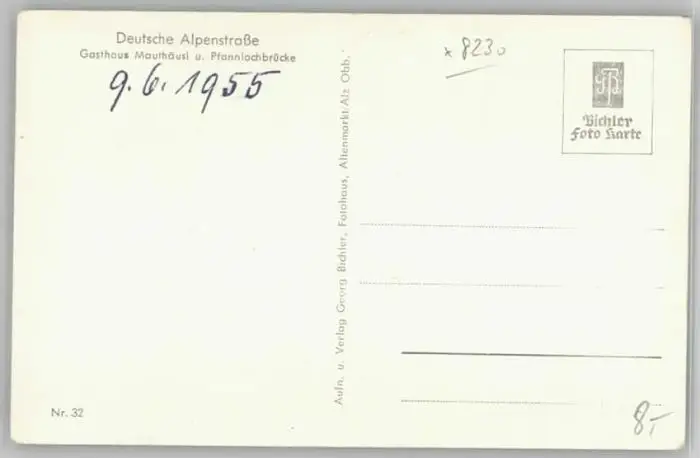 Deutsche Alpenstraße
Gasthaus Mauthäusl u. Pfannlochbrücke
9.6.1955
x 8230
Bichler
Foto Karte
Aufn. u. Verlag Georg Bichler, Fotohaus, Altenmarkt/Alz Obb.
Nr. 32
8,-